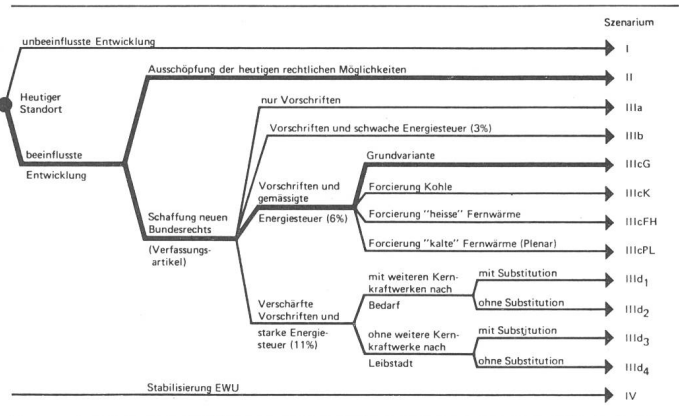 Szenarium
unbeeinflusste Entwicklung
I
Ausschöpfung der heutigen rechtlichen Möglichkeiten
II
Heutiger
Standort
nur Vorschriften
IIIa
Vorschriften und schwache Energiesteuer (3%)
IIIb
beeinflusste
Entwicklung
Grundvariante
IIIcG
Vorschriften und
gemässigte
Energiesteuer (6%)
Forcierung Kohle
IIIcK
Schaffung neuen
Bundesrechts
(Verfassungs-
artikel)
Forcierung "heisse" Fernwärme
IIIcFH
Forcierung "kalte" Fernwärme (Plenar)
IIIcPL
Verschärfte
Vorschriften und
starke Energie-
steuer (11%)
mit weiteren Kern-
kraftwerken nach
Bedarf
mit Substitution
IIId1
ohne Substitution
IIId2
ohne weitere Kern-
kraftwerke nach
Leibstadt
mit Substitution
IIId3
ohne Substitution
IIId4
Stabilisierung EWU
IV